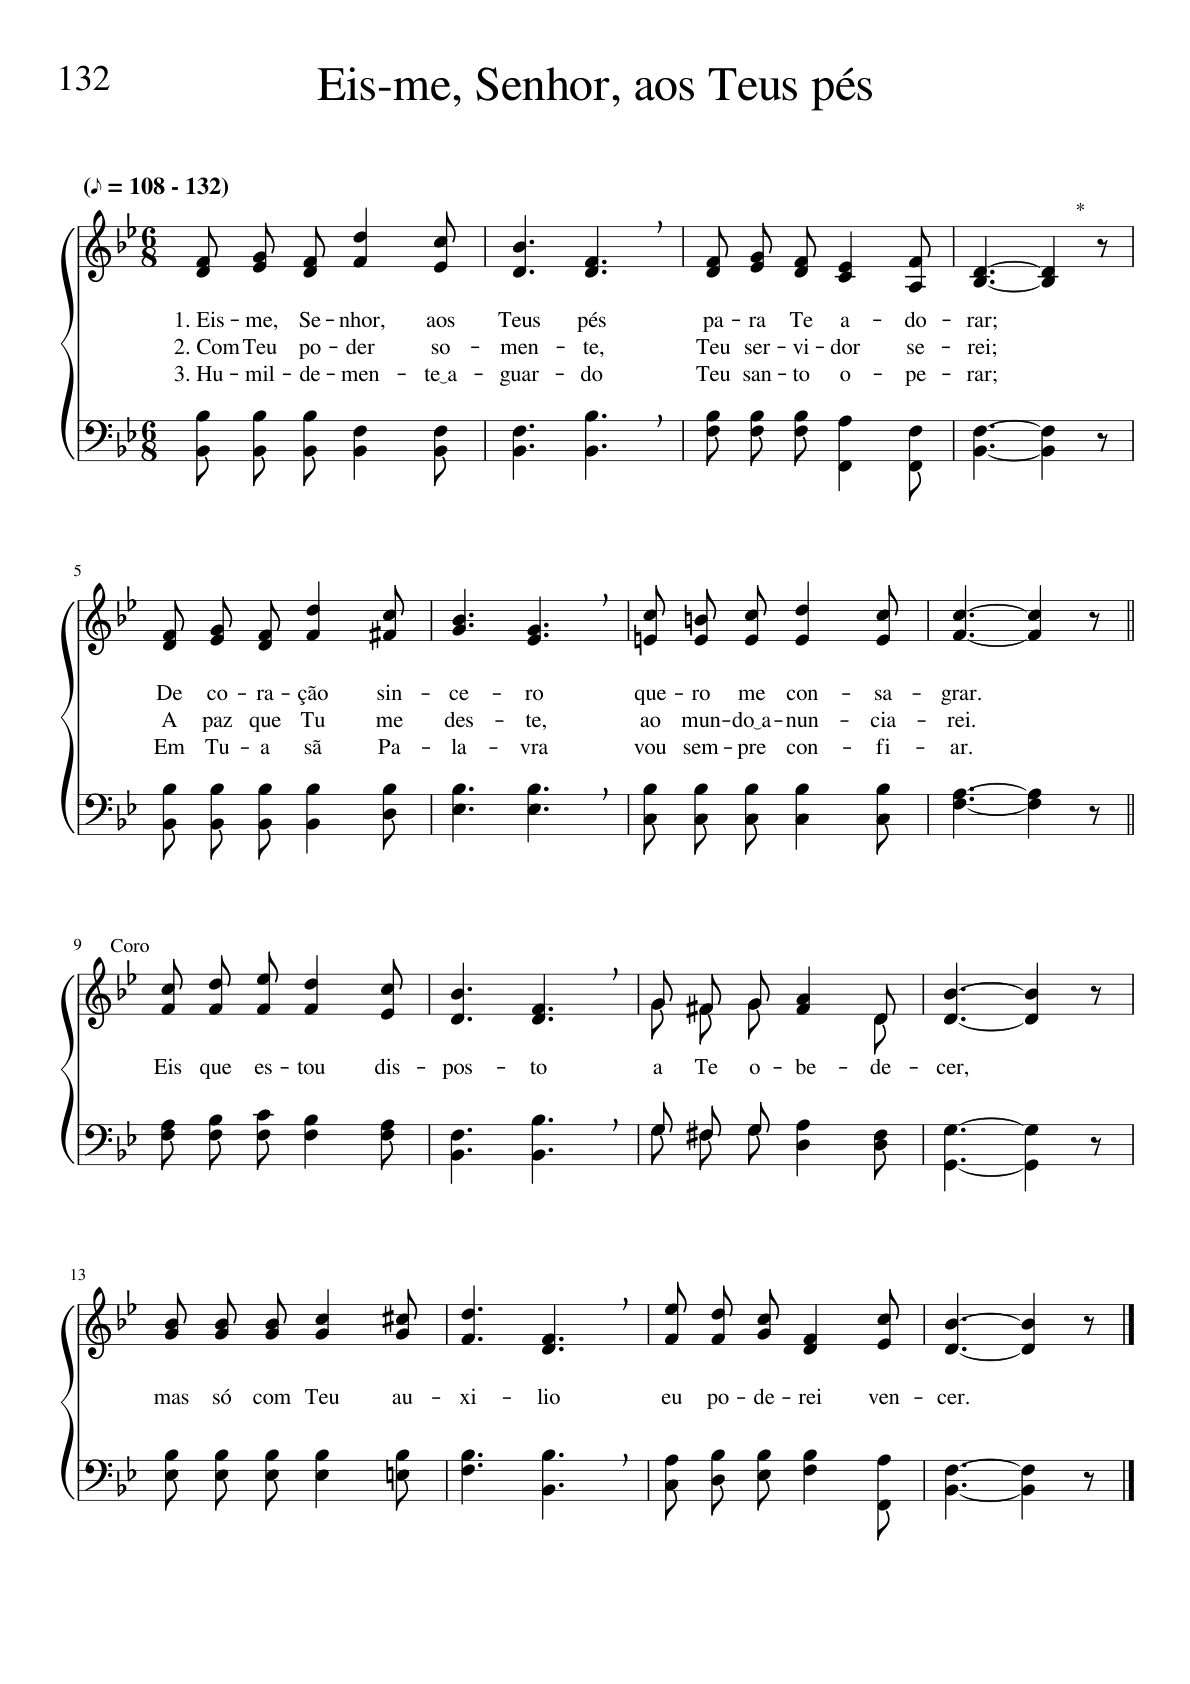 132
Eis-me, Senhor, aos Teus pés
(♪ = 108 - 132)
*
6 8
1. Eis – me, Se – nhor, aos Teus pés pa – ra Te a – do – rar;
2. Com Teu po – der so – men – te, Teu ser – vi – dor se – rei;
3. Hu – mil – de – men – te‿a – guar – do Teu san – to o – pe – rar;
6 8
5
De co – ra – ção sin – ce – ro que – ro me con – sa – grar.
A paz que Tu me des – te, ao mun – do‿a – nun – cia – rei.
Em Tu – a sã Pa – la – vra vou sem – pre con – fi – ar.
9
Coro
Eis que es – tou dis – pos – to a Te o – be – de – cer,
13
mas só com Teu au – xi – lio eu po – de – rei ven – cer.